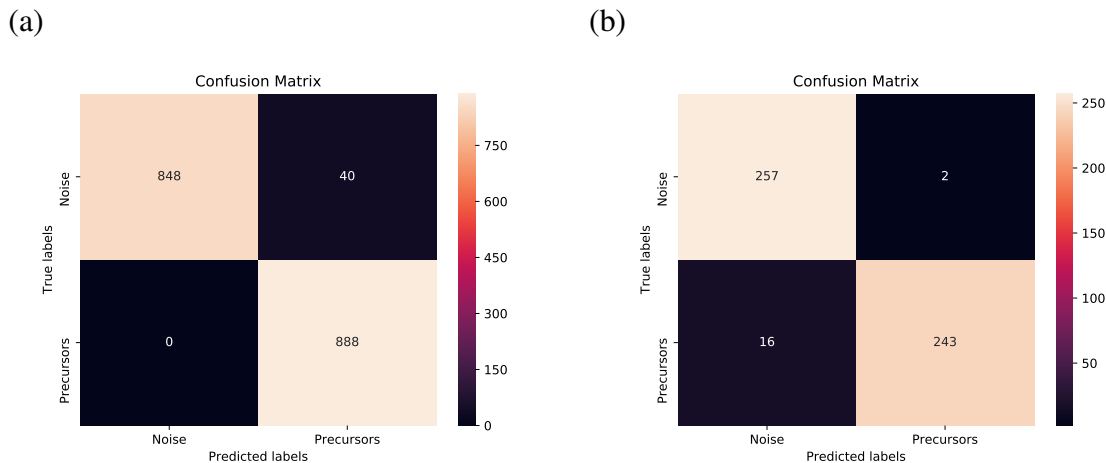 (a)
Confusion Matrix
Noise
848
40
Precursors
0
888
True labels
Noise
Precursors
Predicted labels
750
600
450
300
150
0
(b)
Confusion Matrix
Noise
257
2
Precursors
16
243
True labels
Noise
Precursors
Predicted labels
250
200
150
100
50